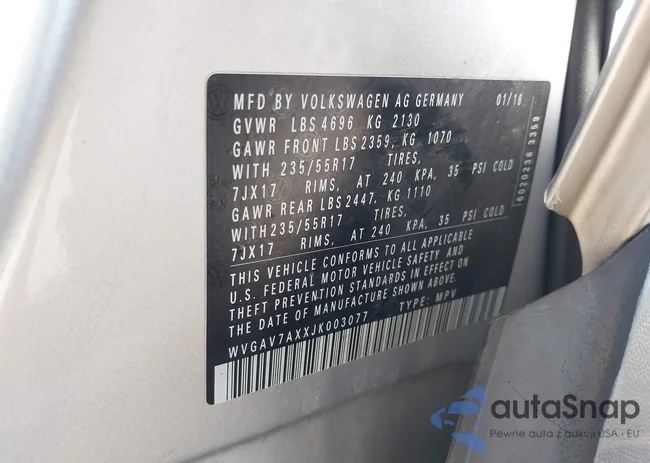 MFD BY VOLKSWAGEN AG GERMANY 01/18
GVWR LBS 4696 KG 2130
GAWR FRONT LBS 2359, KG 1070
WITH 235/55R17 TIRES,
7JX17 RIMS, AT 240 KPA, 35 PSI COLD
GAWR REAR LBS 2447, KG 1110
WITH235/55R17 TIRES,
7JX17 RIMS, AT 240 KPA, 35 PSI COLD
THIS VEHICLE CONFORMS TO ALL APPLICABLE
U.S. FEDERAL MOTOR VEHICLE SAFETY AND
THEFT PREVENTION STANDARDS IN EFFECT ON
THE DATE OF MANUFACTURE SHOWN ABOVE.
WVGAV7AXXJK003077 TYPE: MPV
6020236 3359
autoSnap
Pewne auta z aukcji USA i EU